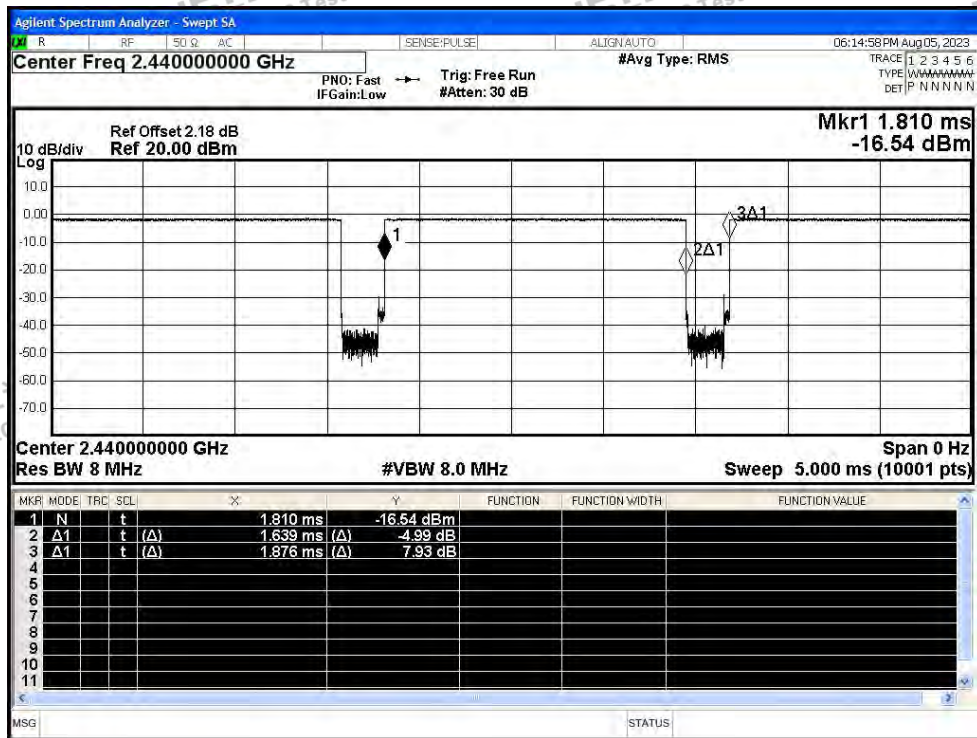 Agilent Spectrum Analyzer - Swept SA
LXI R RF 50 Ω AC SENSE:PULSE ALIGN AUTO 06:14:58 PM Aug 05, 2023
Center Freq 2.440000000 GHz #Avg Type: RMS TRACE 1 2 3 4 5 6
PNO: Fast Trig: Free Run TYPE WWWWWW
IFGain:Low #Atten: 30 dB DET P N N N N N
Mkr1 1.810 ms
-16.54 dBm
Ref Offset 2.18 dB
10 dB/div Ref 20.00 dBm
Log
10.0
0.00
-10.0
-20.0
-30.0
-40.0
-50.0
-60.0
-70.0
1
2Δ1
3Δ1
Center 2.440000000 GHz Span 0 Hz
Res BW 8 MHz #VBW 8.0 MHz Sweep 5.000 ms (10001 pts)
MKR MODE TRC SCL X Y FUNCTION FUNCTION WIDTH FUNCTION VALUE
1 N t 1.810 ms -16.54 dBm
2 Δ1 t (Δ) 1.639 ms (Δ) -4.99 dB
3 Δ1 t (Δ) 1.876 ms (Δ) 7.93 dB
4
5
6
7
8
9
10
11
MSG STATUS